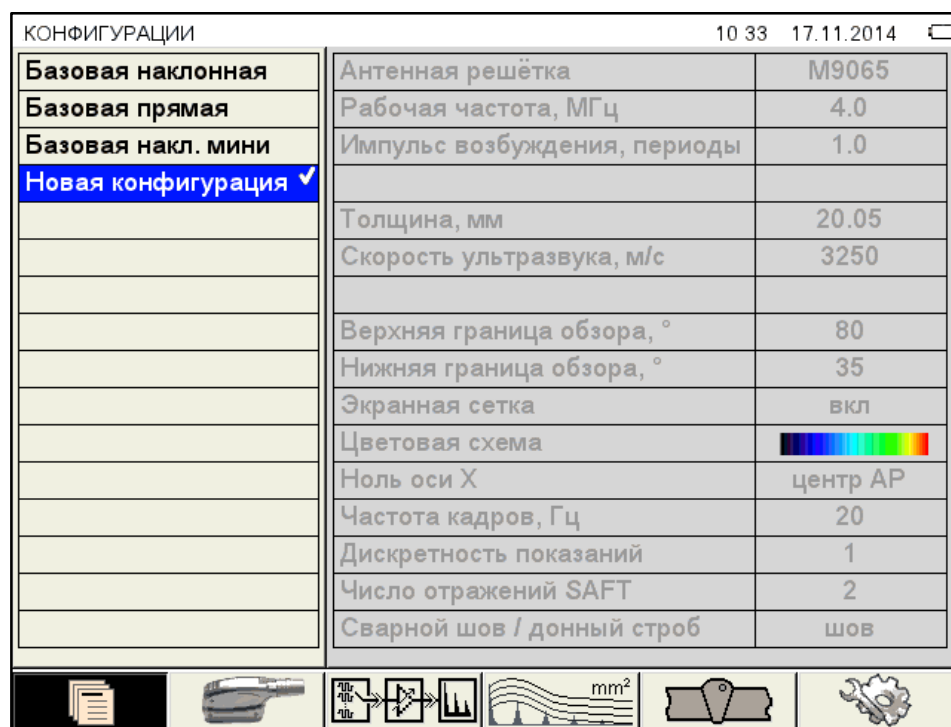 КОНФИГУРАЦИИ 10 33 17.11.2014
Базовая наклонная
Базовая прямая
Базовая накл. мини
Новая конфигурация
Антенная решётка M9065
Рабочая частота, МГц 4.0
Импульс возбуждения, периоды 1.0
Толщина, мм 20.05
Скорость ультразвука, м/с 3250
Верхняя граница обзора, ° 80
Нижняя граница обзора, ° 35
Экранная сетка вкл
Цветовая схема
Ноль оси X центр АР
Частота кадров, Гц 20
Дискретность показаний 1
Число отражений SAFT 2
Сварной шов / донный строб шов
mm²